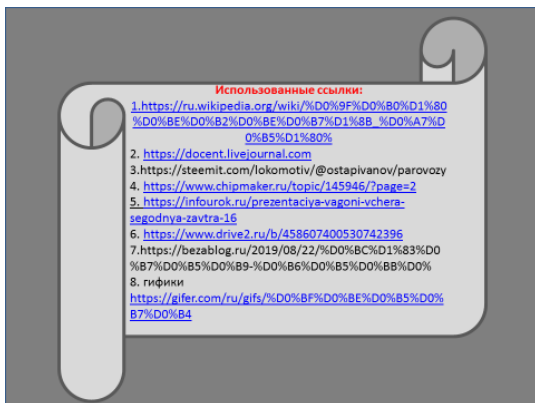 Использованные ссылки:
1.https://ru.wikipedia.org/wiki/%D0%9F%D0%B0%D1%80
%D0%BE%D0%B2%D0%BE%D0%B7%D1%8B_%D0%A7%D
0%B5%D1%80%
2. https://docent.livejournal.com
3.https://steemit.com/lokomotiv/@ostapivanov/parovozy
4. https://www.chipmaker.ru/topic/145946/?page=2
5. https://infourok.ru/prezentaciya-vagoni-vchera-
segodnya-zavtra-16
6. https://www.drive2.ru/b/458607400530742396
7.https://bezablog.ru/2019/08/22/%D0%BC%D1%83%D0
%B7%D0%B5%D0%B9-%D0%B6%D0%B5%D0%BB%D0%
8. гифики
https://gifer.com/ru/gifs/%D0%BF%D0%BE%D0%B5%D0%
B7%D0%B4